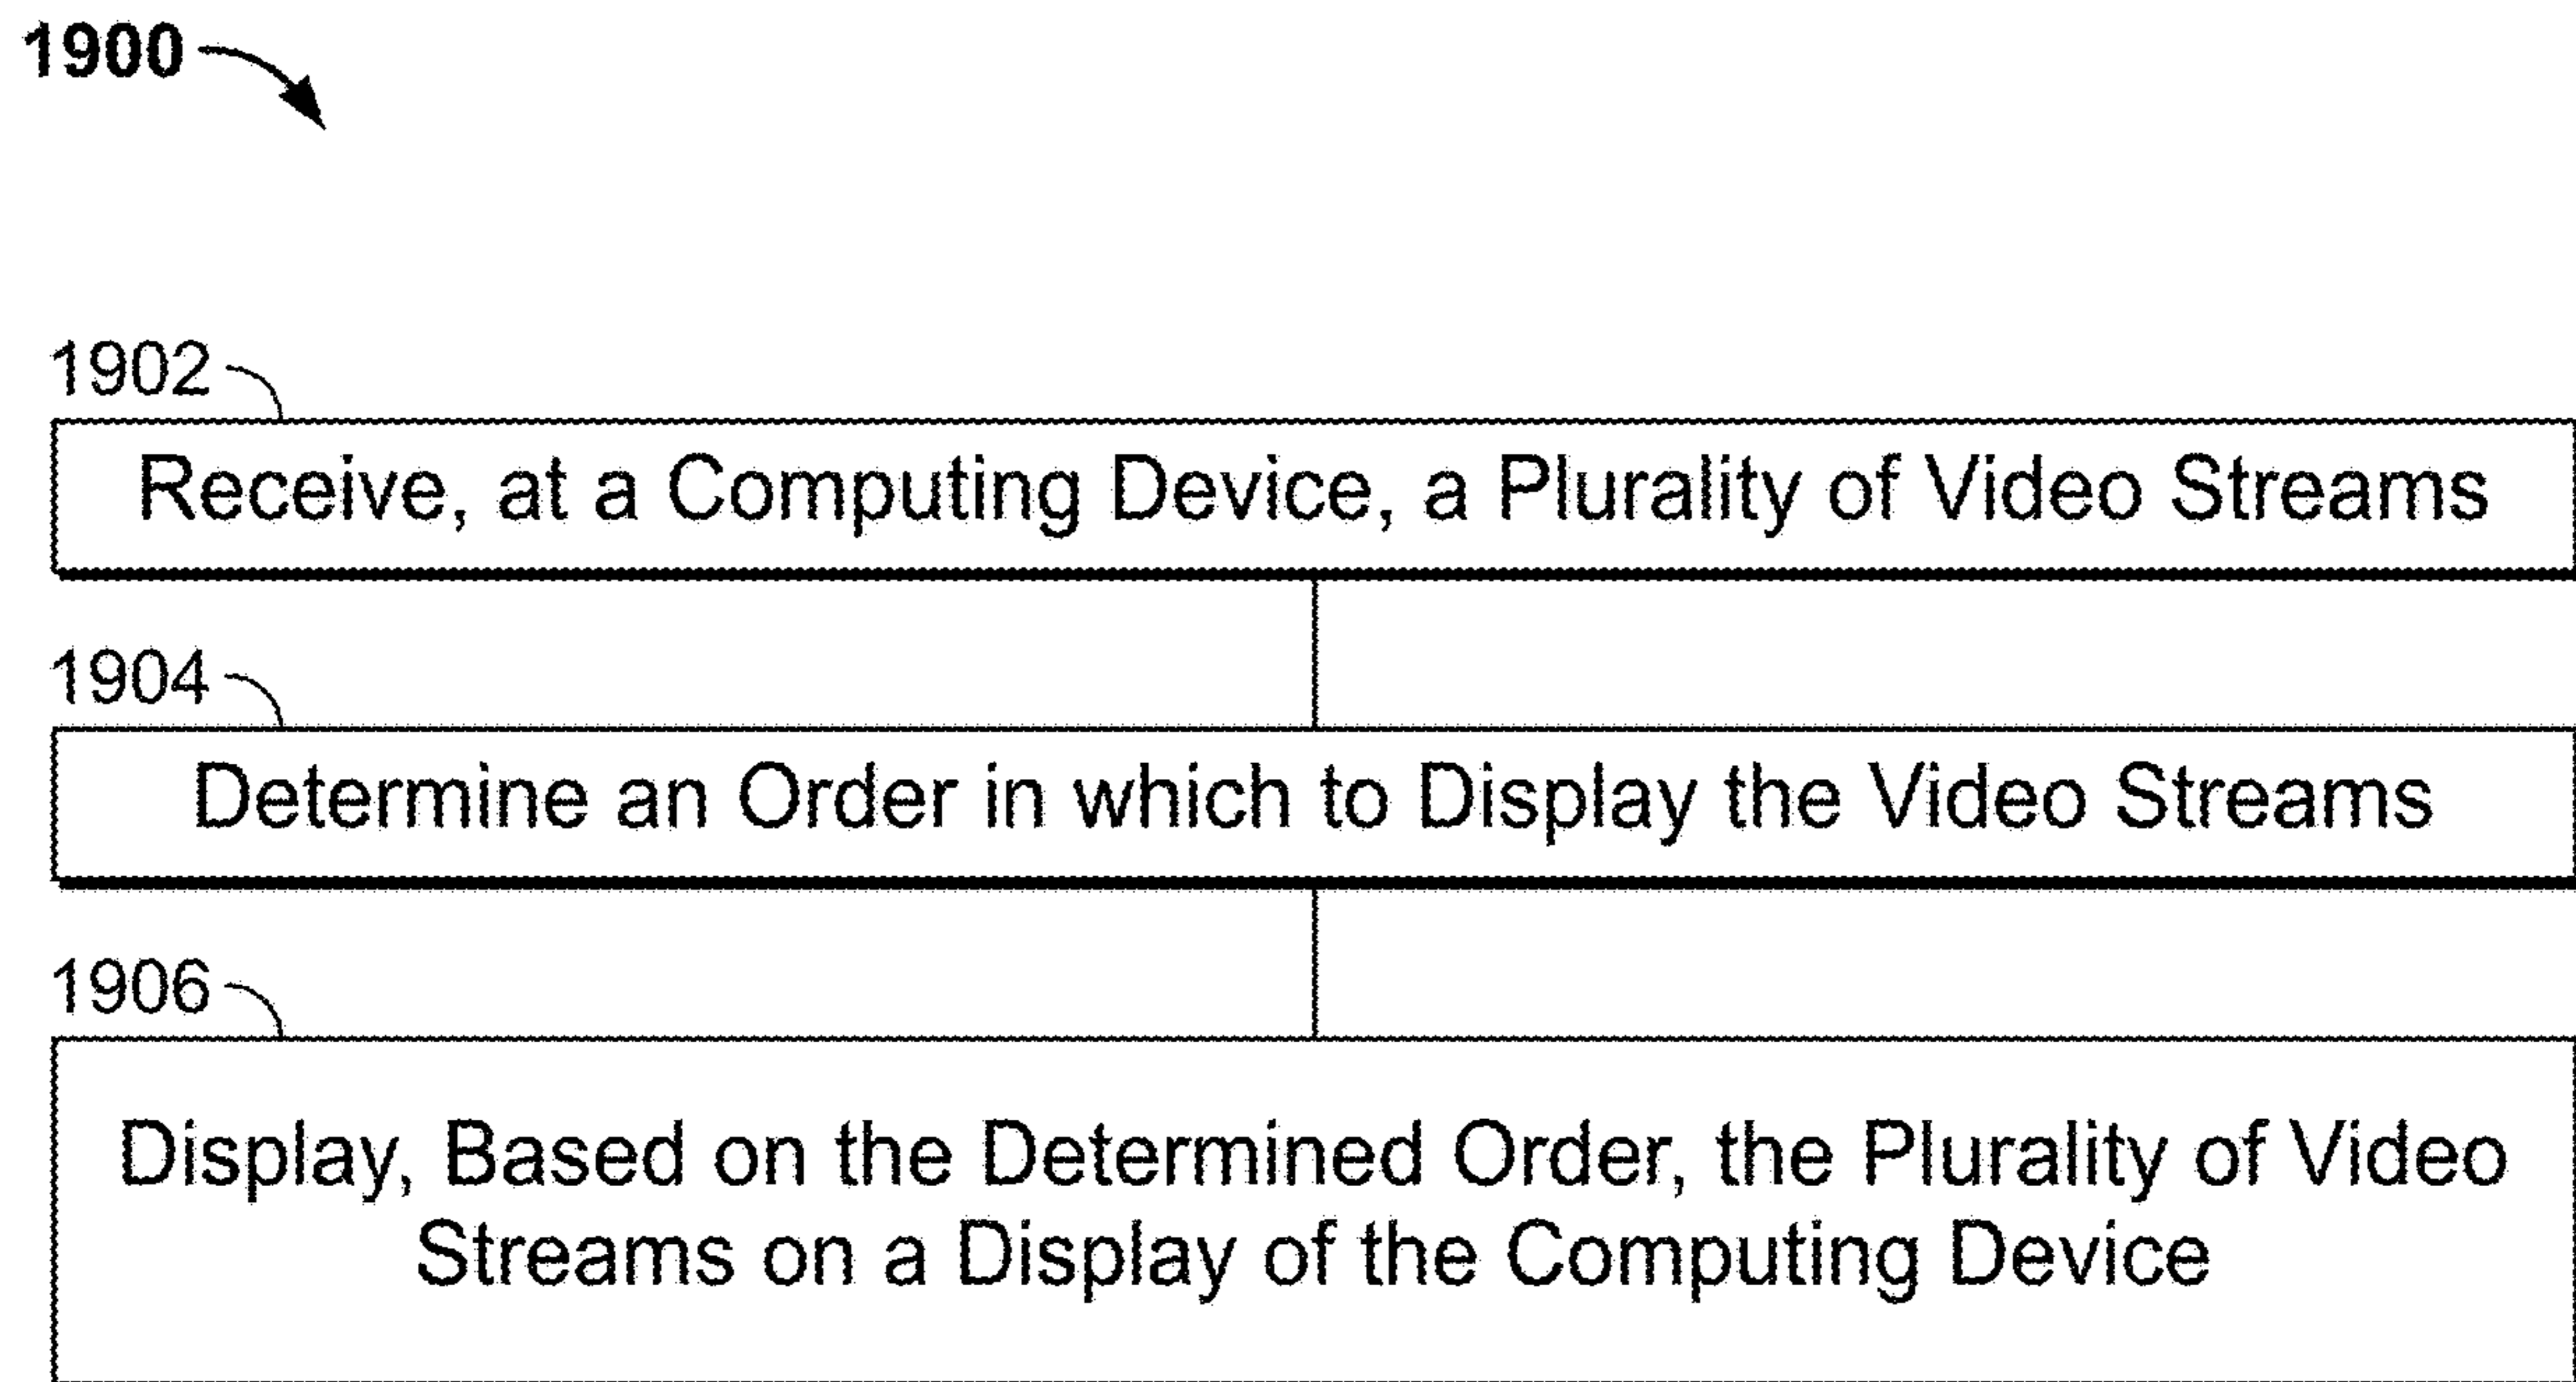 1900
1902
Receive, at a Computing Device, a Plurality of Video Streams
1904
Determine an Order in which to Display the Video Streams
1906
Display, Based on the Determined Order, the Plurality of Video
Streams on a Display of the Computing Device